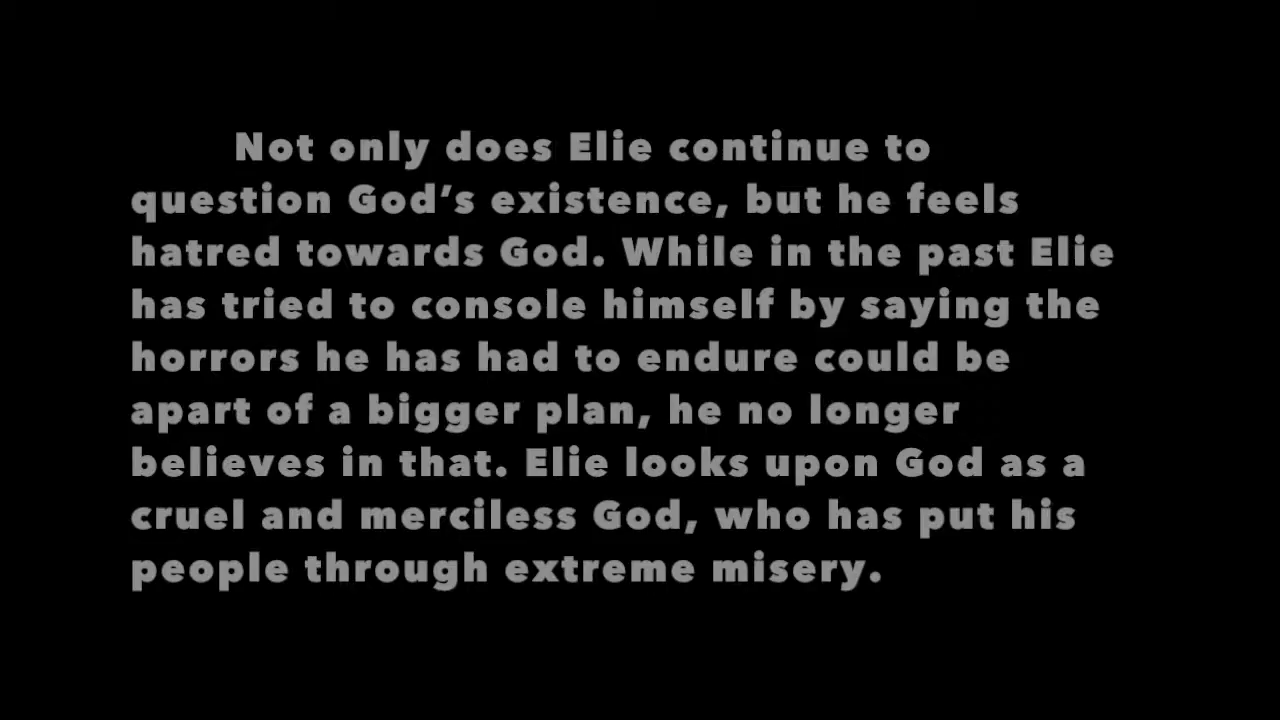 Not only does Elie continue to
question God’s existence, but he feels
hatred towards God. While in the past Elie
has tried to console himself by saying the
horrors he has had to endure could be
apart of a bigger plan, he no longer
believes in that. Elie looks upon God as a
cruel and merciless God, who has put his
people through extreme misery.